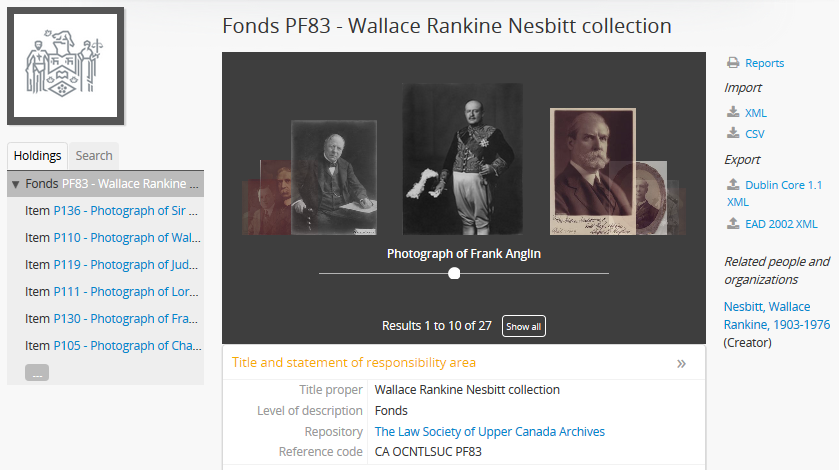 Fonds PF83 - Wallace Rankine Nesbitt collection
Holdings
Search
Fonds PF83 - Wallace Rankine ...
Item P136 - Photograph of Sir ...
Item P110 - Photograph of Wal...
Item P119 - Photograph of Jud...
Item P111 - Photograph of Lor...
Item P130 - Photograph of Fra...
Item P105 - Photograph of Cha...
...
Photograph of Frank Anglin
Results 1 to 10 of 27
Show all
Title and statement of responsibility area »
Title proper Wallace Rankine Nesbitt collection
Level of description Fonds
Repository The Law Society of Upper Canada Archives
Reference code CA OCNTLSUC PF83
Reports
Import
XML
CSV
Export
Dublin Core 1.1
XML
EAD 2002 XML
Related people and
organizations
Nesbitt, Wallace
Rankine, 1903-1976
(Creator)